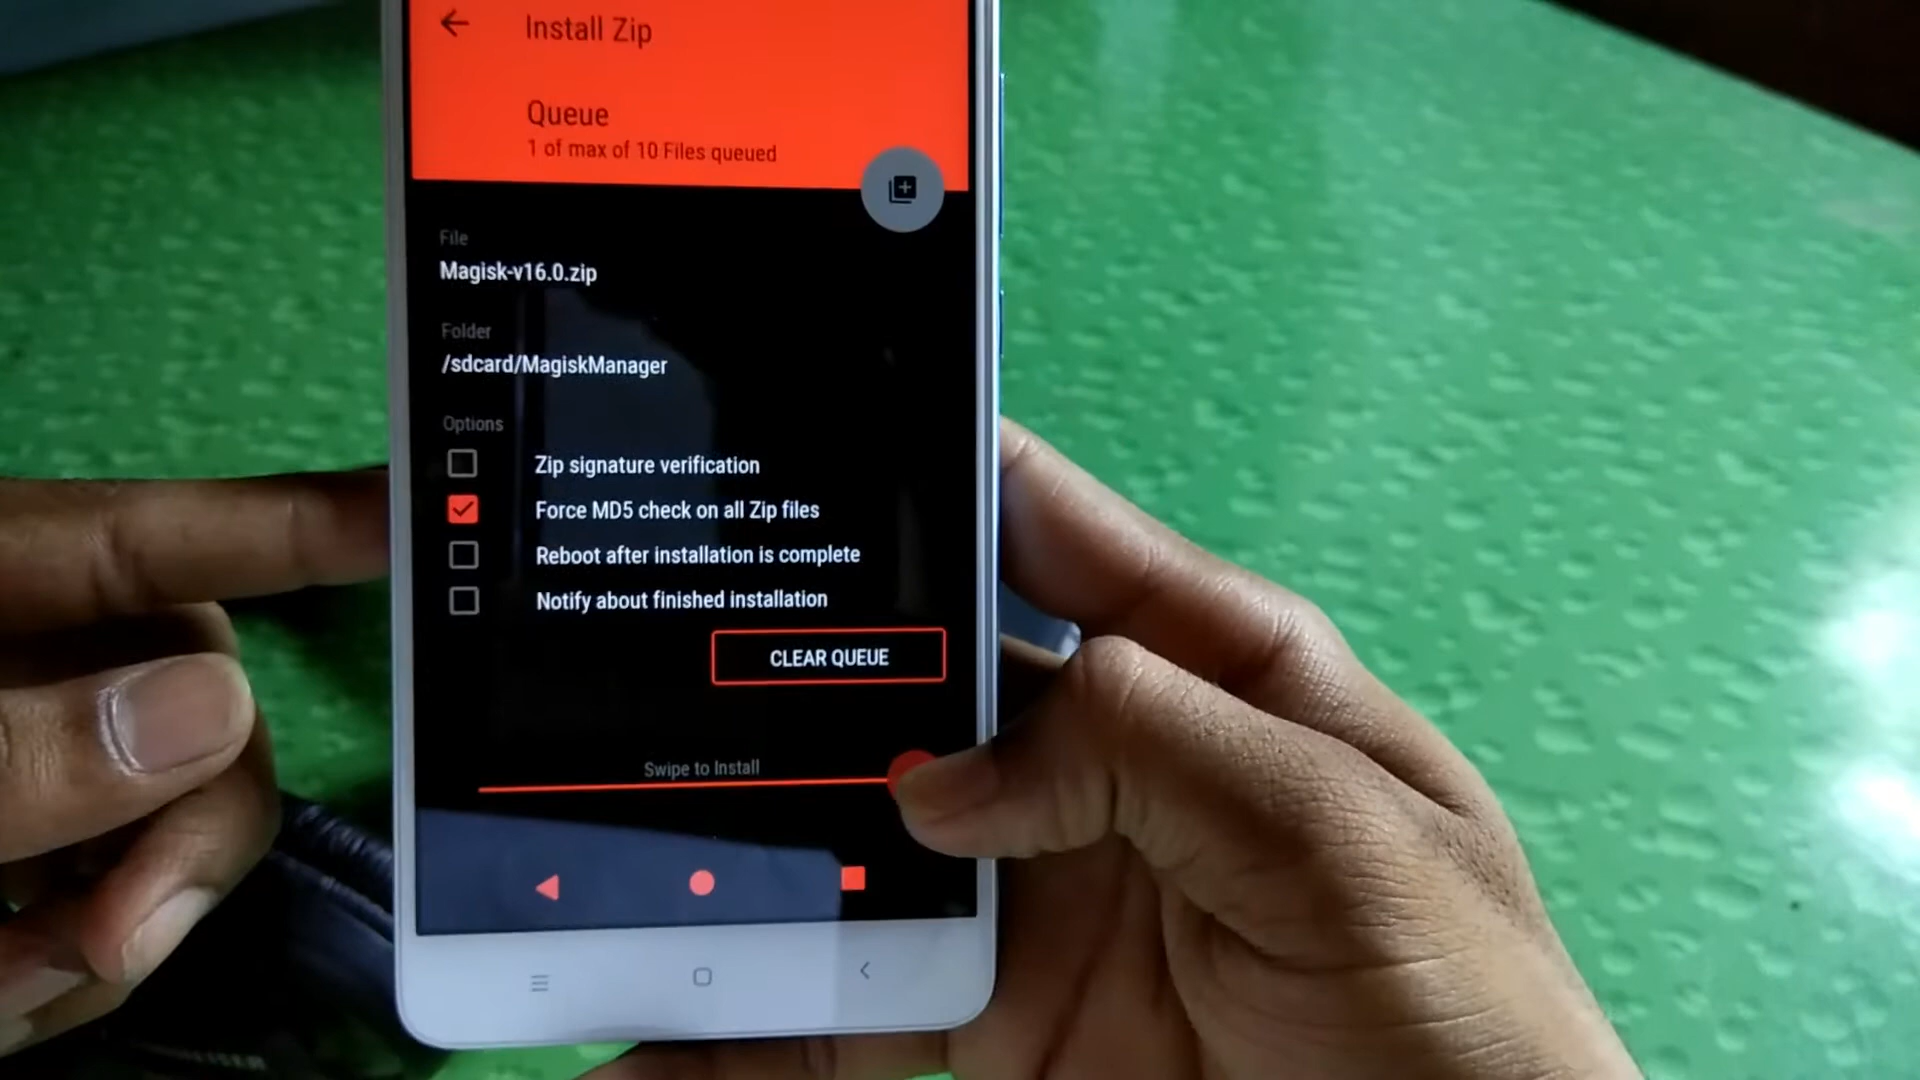 Install Zip
Queue
1 of max of 10 Files queued
File
Magisk-v16.0.zip
Folder
/sdcard/MagiskManager
Options
Zip signature verification
Force MD5 check on all Zip files
Reboot after installation is complete
Notify about finished installation
CLEAR QUEUE
Swipe to Install